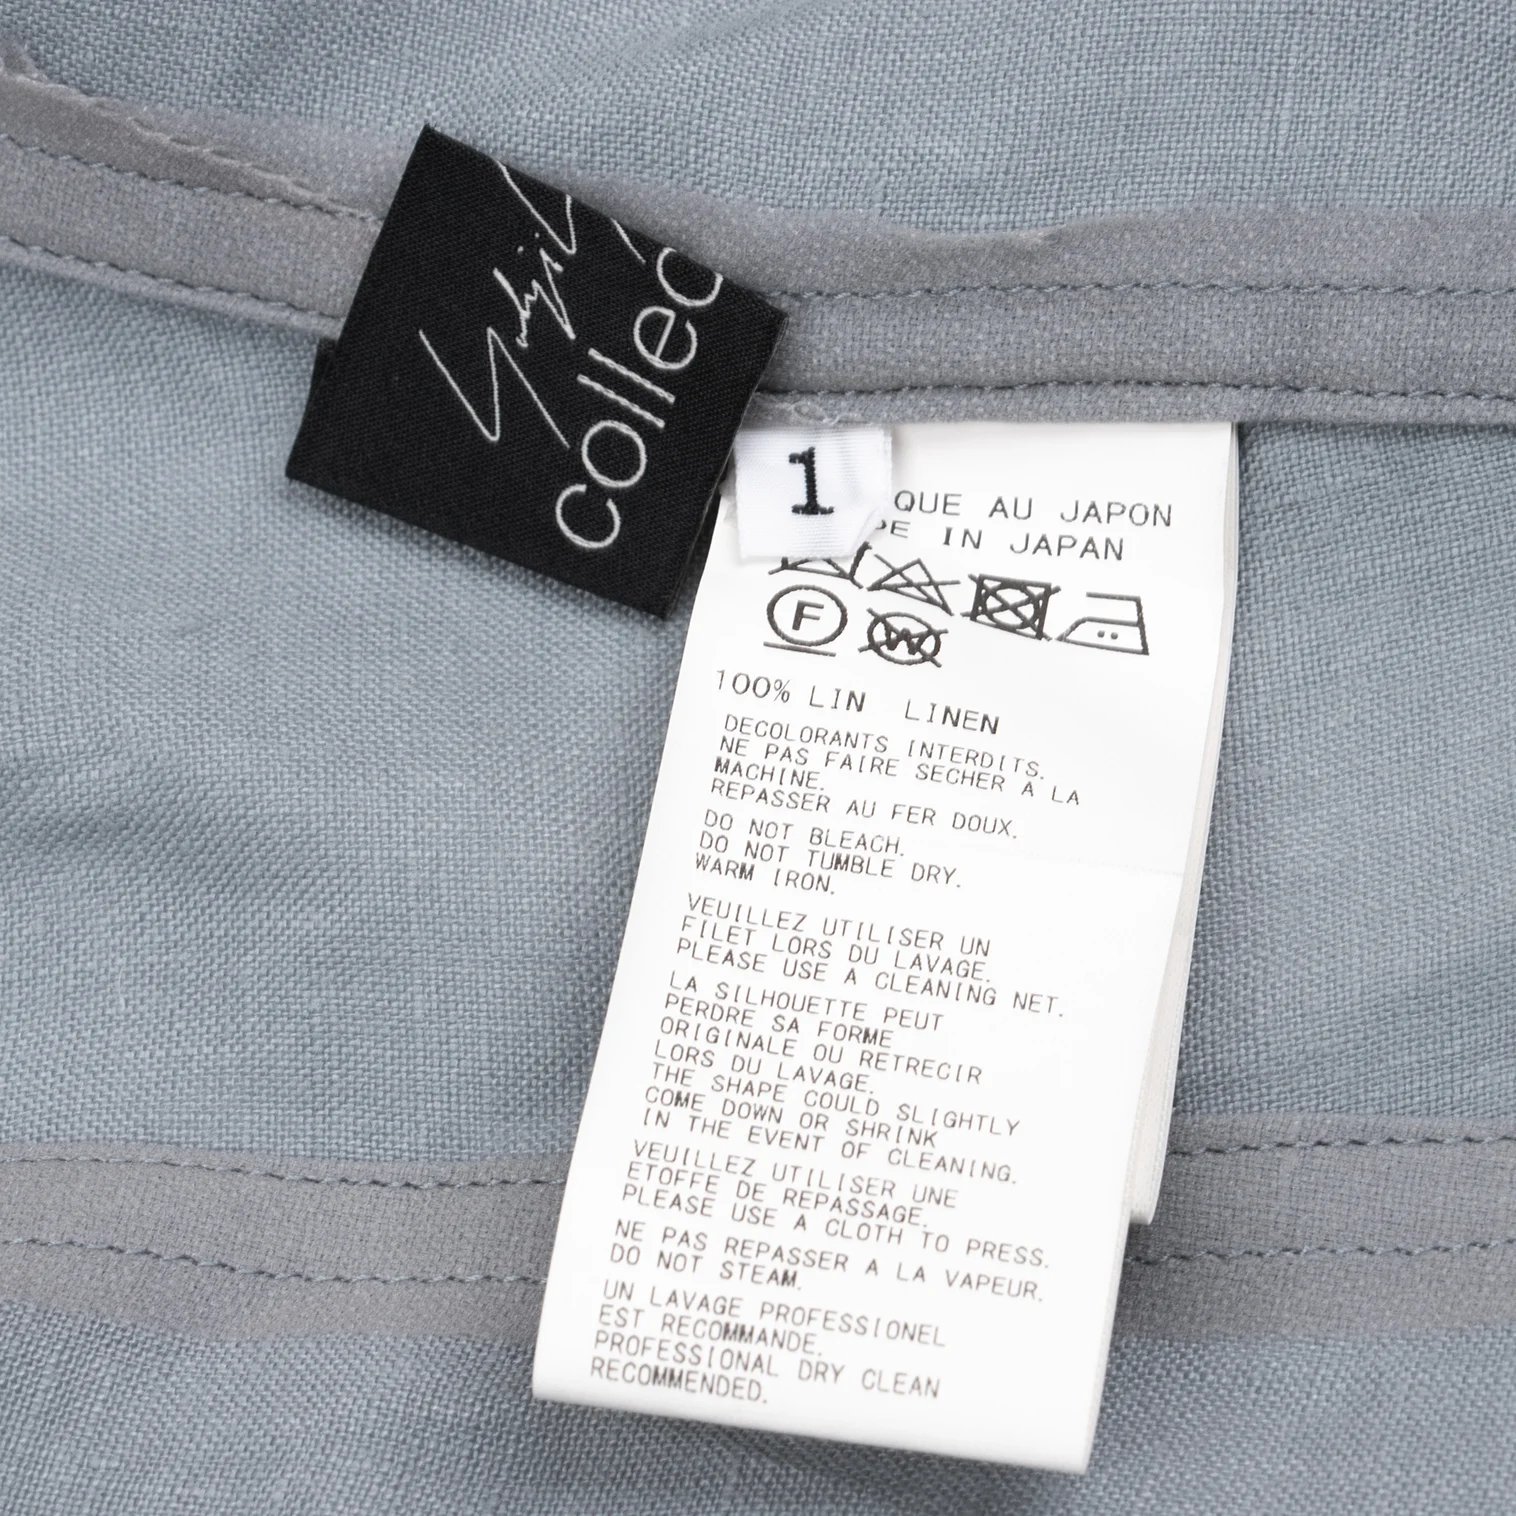 Yohji
collec
1
QUE AU JAPON
DE IN JAPAN
F
W
100% LIN LINEN
DECOLORANTS INTERDITS.
NE PAS FAIRE SECHER A LA
MACHINE.
REPASSER AU FER DOUX.
DO NOT BLEACH.
DO NOT TUMBLE DRY.
WARM IRON.
VEUILLEZ UTILISER UN
FILET LORS DU LAVAGE.
PLEASE USE A CLEANING NET.
LA SILHOUETTE PEUT
PERDRE SA FORME
ORIGINALE OU RETRECIR
LORS DU LAVAGE.
THE SHAPE COULD SLIGHTLY
COME DOWN OR SHRINK
IN THE EVENT OF CLEANING.
VEUILLEZ UTILISER UNE
ETOFFE DE REPASSAGE.
PLEASE USE A CLOTH TO PRESS.
NE PAS REPASSER A LA VAPEUR.
DO NOT STEAM.
UN LAVAGE PROFESSIONEL
EST RECOMMANDE.
PROFESSIONAL DRY CLEAN
RECOMMENDED.